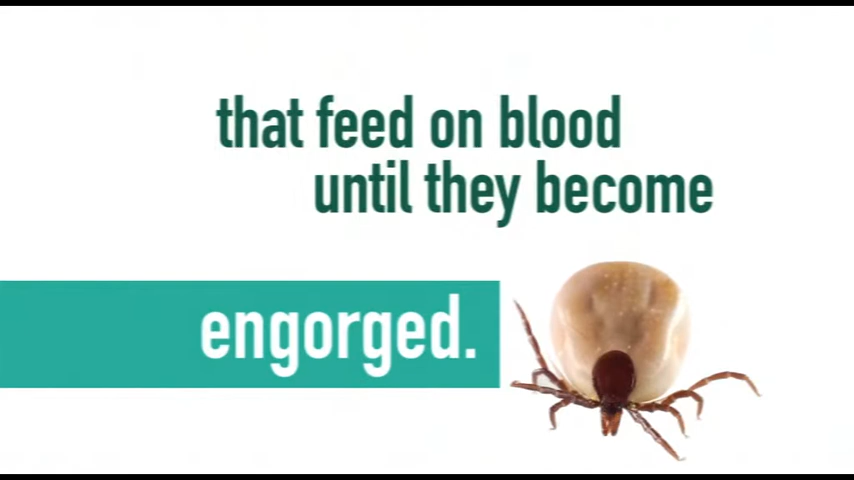 that feed on blood
until they become
engorged.